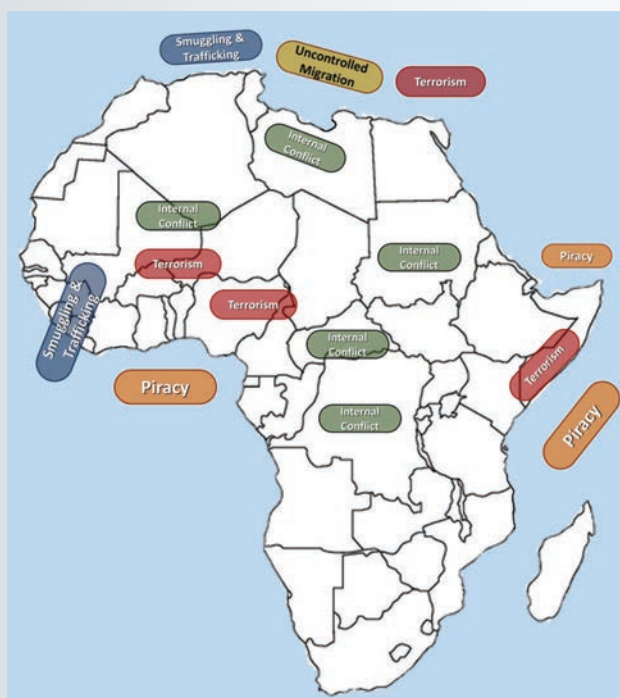 Smuggling &
Trafficking
Uncontrolled
Migration
Terrorism
Internal
Conflict
Internal
Conflict
Terrorism
Internal
Conflict
Piracy
Smuggling &
Trafficking
Terrorism
Internal
Conflict
Terrorism
Piracy
Internal
Conflict
Piracy